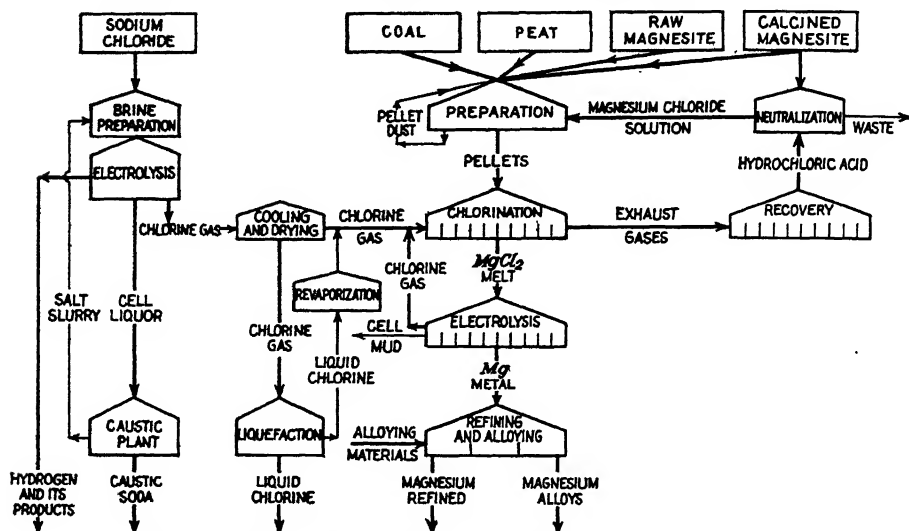 SODIUM
CHLORIDE
COAL
PEAT
RAW
MAGNESITE
CALCINED
MAGNESITE
BRINE
PREPARATION
PELLET
DUST
PREPARATION
MAGNESIUM CHLORIDE
SOLUTION
NEUTRALIZATION
WASTE
ELECTROLYSIS
PELLETS
HYDROCHLORIC ACID
CHLORINE GAS
COOLING
AND DRYING
CHLORINE
GAS
CHLORINATION
EXHAUST
GASES
RECOVERY
SALT
SLURRY
CELL
LIQUOR
CHLORINE
GAS
REVAPORIZATION
CHLORINE
GAS
MgCl2
MELT
CELL
MUD
ELECTROLYSIS
LIQUID
CHLORINE
Mg
METAL
CAUSTIC
PLANT
LIQUEFACTION
ALLOYING
MATERIALS
REFINING
AND ALLOYING
HYDROGEN
AND ITS
PRODUCTS
CAUSTIC
SODA
LIQUID
CHLORINE
MAGNESIUM
REFINED
MAGNESIUM
ALLOYS